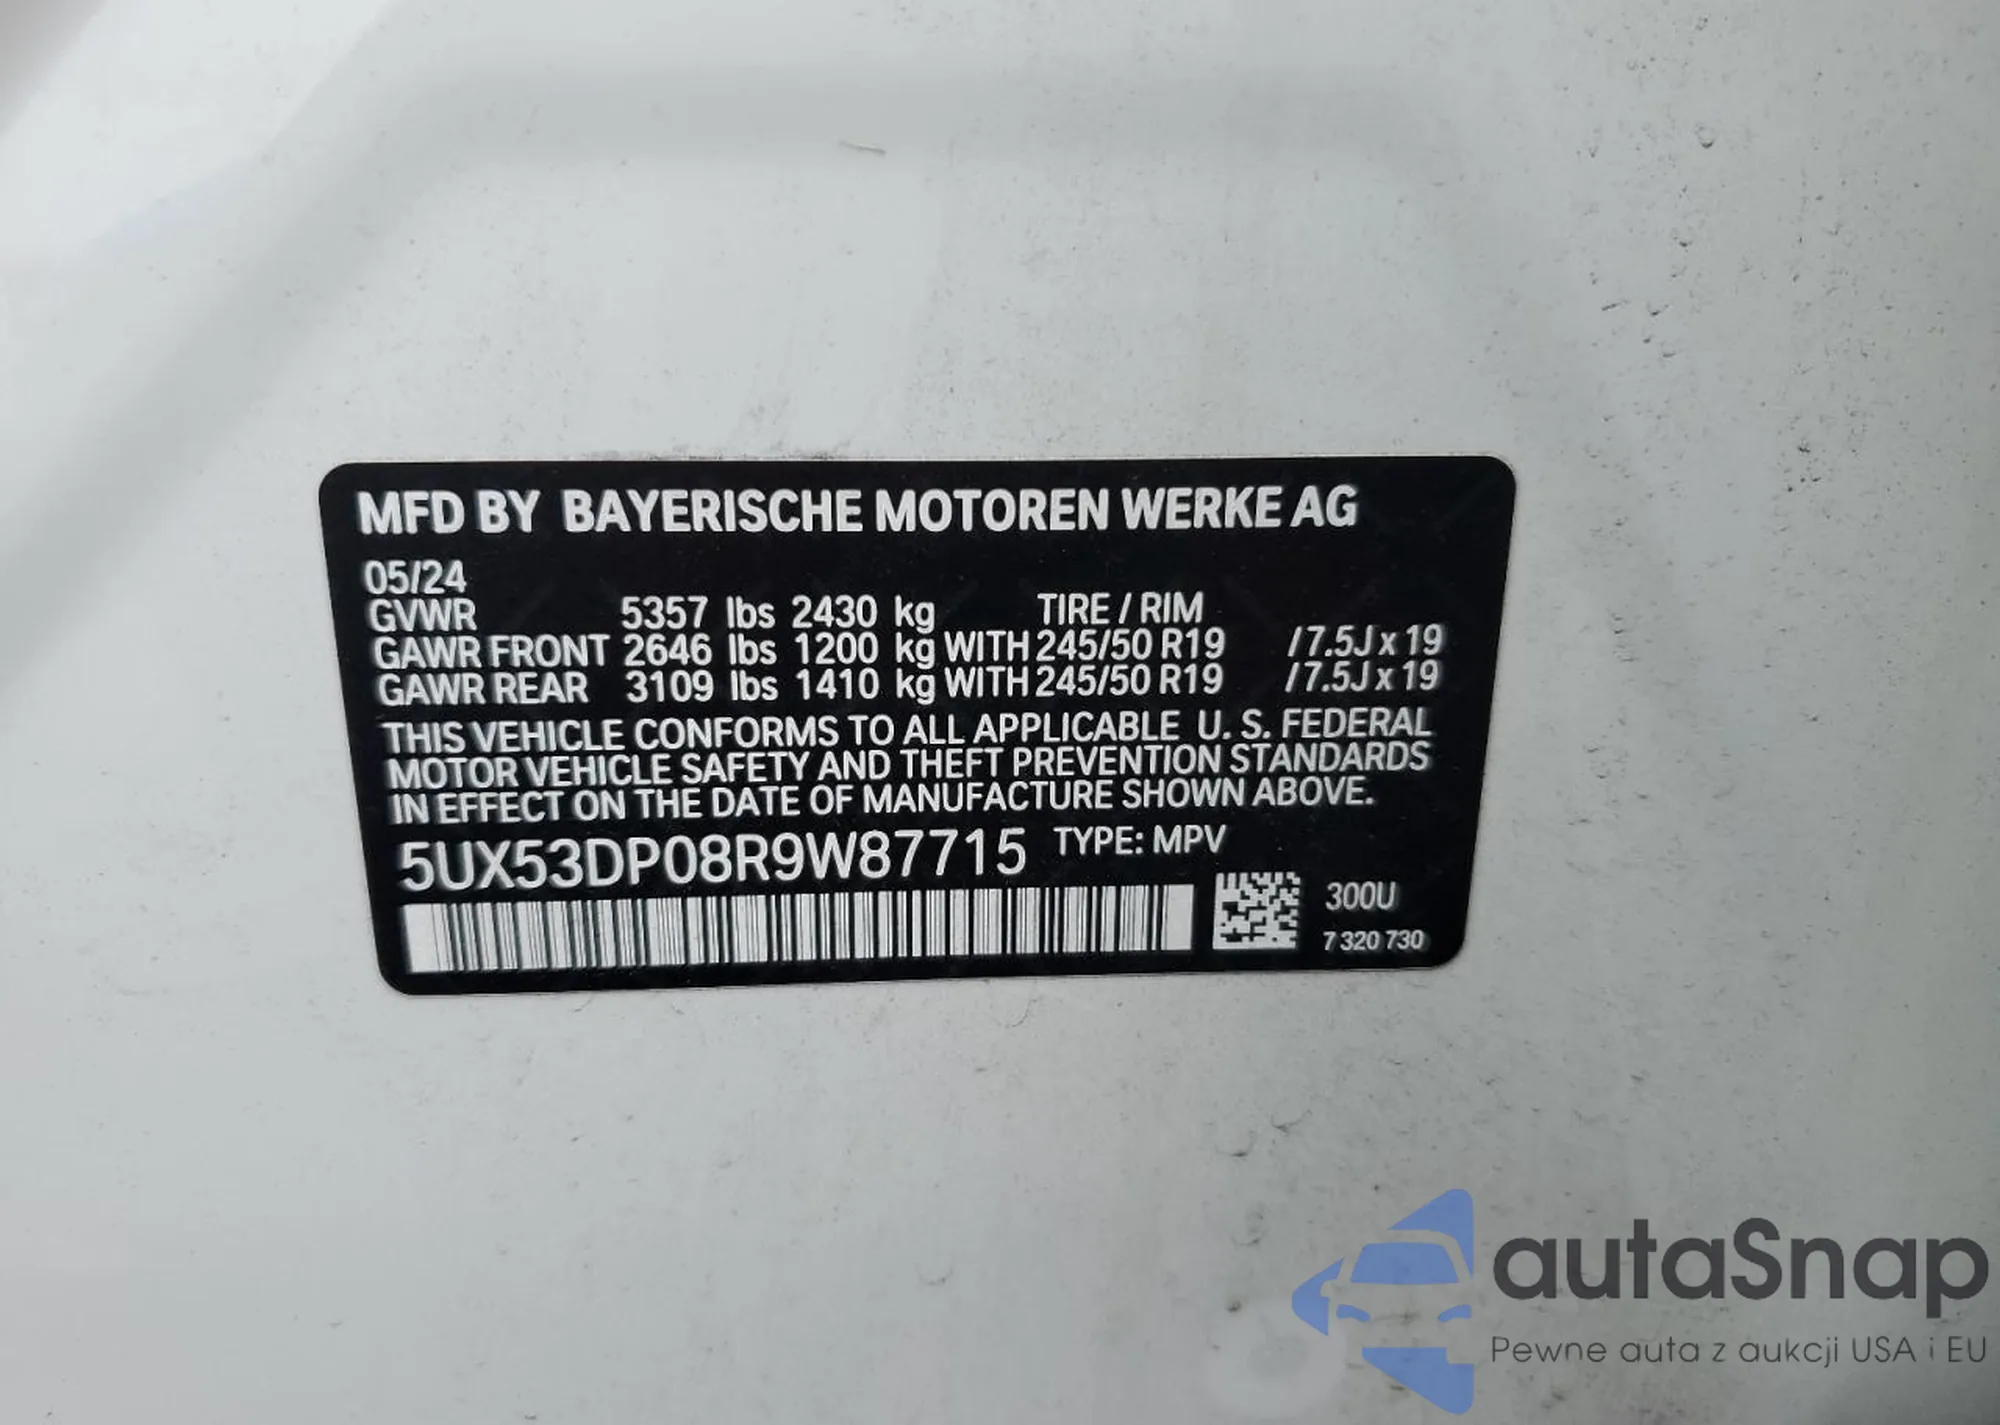 MFD BY BAYERISCHE MOTOREN WERKE AG
05/24
GVWR 5357 lbs 2430 kg TIRE / RIM
GAWR FRONT 2646 lbs 1200 kg WITH 245/50 R19 / 7.5J x 19
GAWR REAR 3109 lbs 1410 kg WITH 245/50 R19 / 7.5J x 19
THIS VEHICLE CONFORMS TO ALL APPLICABLE U. S. FEDERAL
MOTOR VEHICLE SAFETY AND THEFT PREVENTION STANDARDS
IN EFFECT ON THE DATE OF MANUFACTURE SHOWN ABOVE.
5UX53DP08R9W87715 TYPE: MPV
300U
7 320 730
autaSnap
Pewne auta z aukcji USA i EU